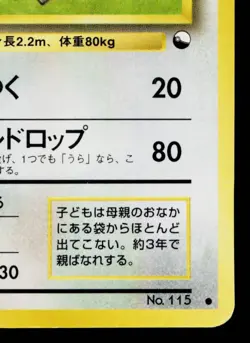 長2.2m、体重80kg
く 20
ルドロップ
げ、1つでも「うら」なら、こ 80
する。
子どもは母親のおなか
にある袋からほとんど
出てこない。約3年で
親ばなれする。
30
No. 115 ●